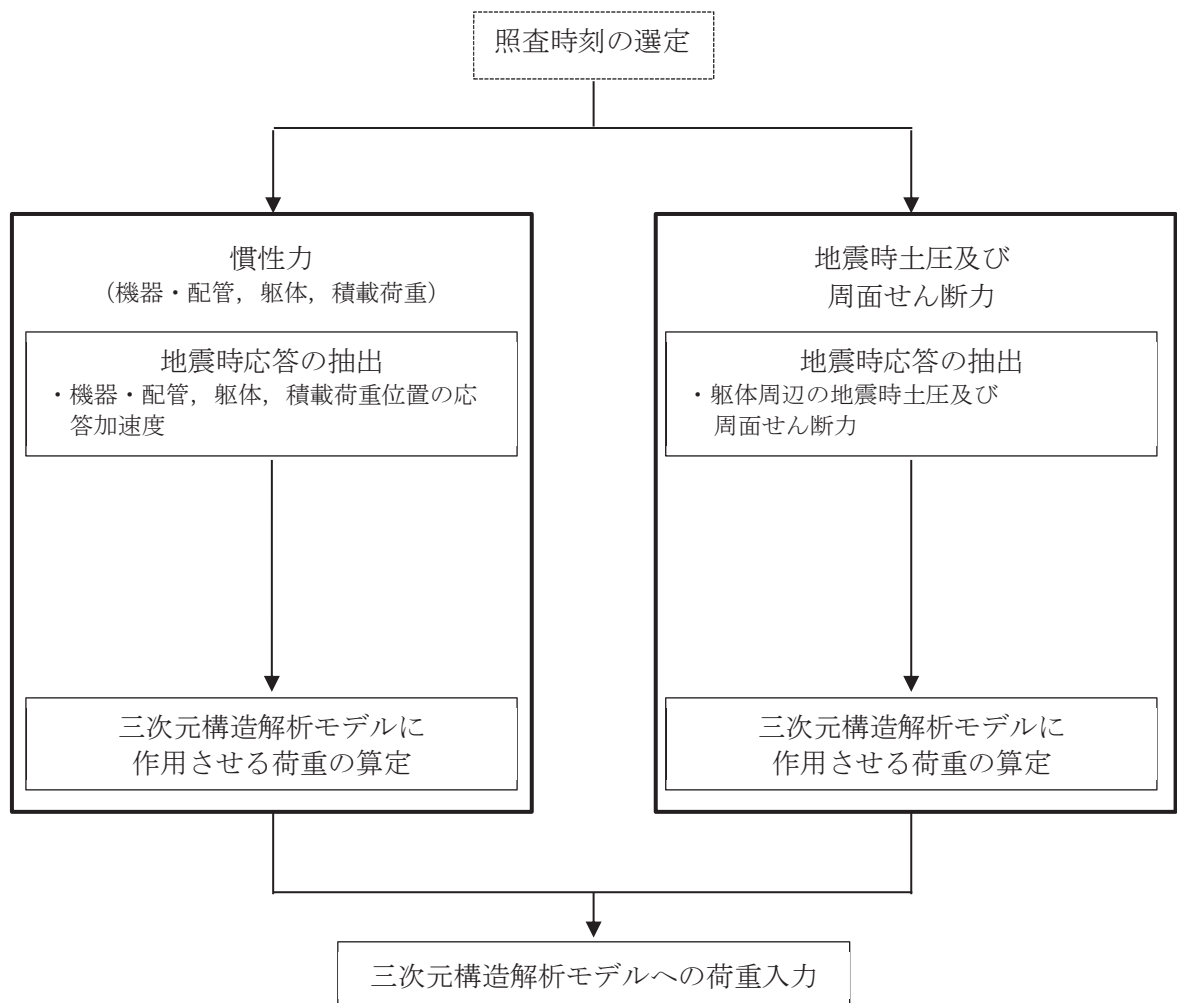 照査時刻の選定
慣性力
（機器・配管，躯体，積載荷重）
地震時応答の抽出
・機器・配管，躯体，積載荷重位置の応
答加速度
三次元構造解析モデルに
作用させる荷重の算定
地震時土圧及び
周面せん断力
地震時応答の抽出
・躯体周辺の地震時土圧及び
周面せん断力
三次元構造解析モデルに
作用させる荷重の算定
三次元構造解析モデルへの荷重入力